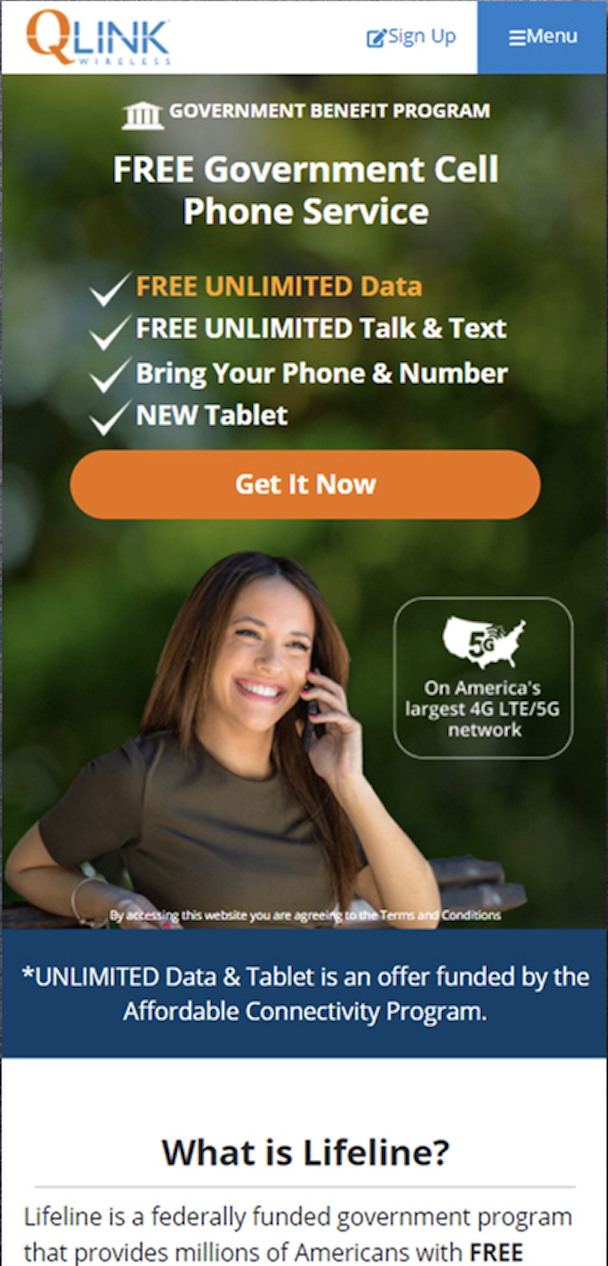 QLINK
WIRELESS
Sign Up
Menu
GOVERNMENT BENEFIT PROGRAM
FREE Government Cell
Phone Service
FREE UNLIMITED Data
FREE UNLIMITED Talk & Text
Bring Your Phone & Number
NEW Tablet
Get It Now
5G
On America's
largest 4G LTE/5G
network
By accessing this website you are agreeing to the Terms and Conditions
*UNLIMITED Data & Tablet is an offer funded by the
Affordable Connectivity Program.
What is Lifeline?
Lifeline is a federally funded government program
that provides millions of Americans with FREE